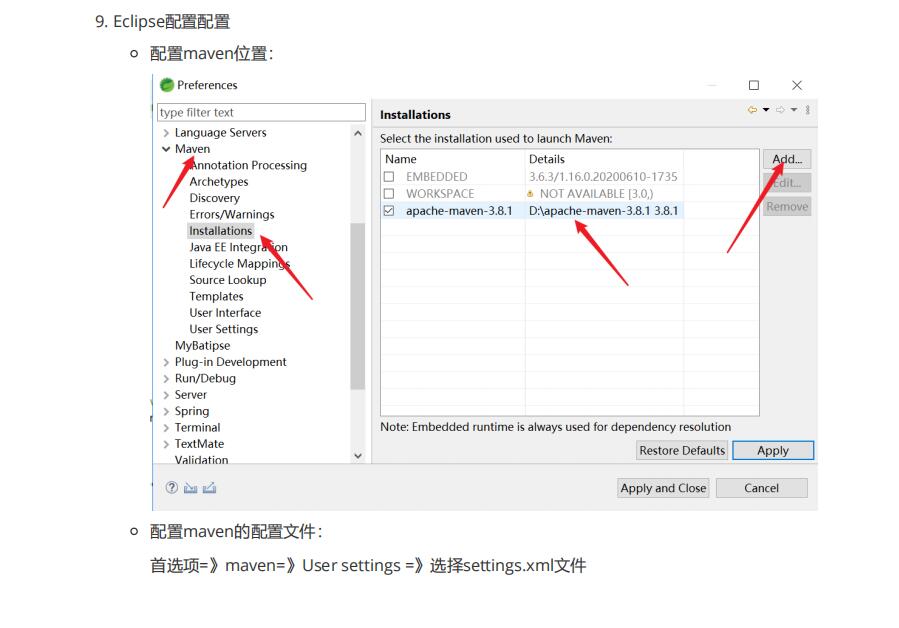 9. Eclipse配置配置
配置maven位置：
Preferences
type filter text
Installations
Language Servers
Select the installation used to launch Maven:
Maven
Name Details Add...
Annotation Processing
EMBEDDED 3.6.3/1.16.0.20200610-1735
Archetypes
Edit...
WORKSPACE NOT AVAILABLE [3.0,)
Discovery
Remove
apache-maven-3.8.1 D:\apache-maven-3.8.1 3.8.1
Errors/Warnings
Installations
Java EE Integration
Lifecycle Mappings
Source Lookup
Templates
User Interface
User Settings
MyBatipse
Plug-in Development
Run/Debug
Server
Spring
Terminal
Note: Embedded runtime is always used for dependency resolution
TextMate
Restore Defaults Apply
Validation
Apply and Close Cancel
配置maven的配置文件：
首选项=》maven=》User settings =》选择settings.xml文件